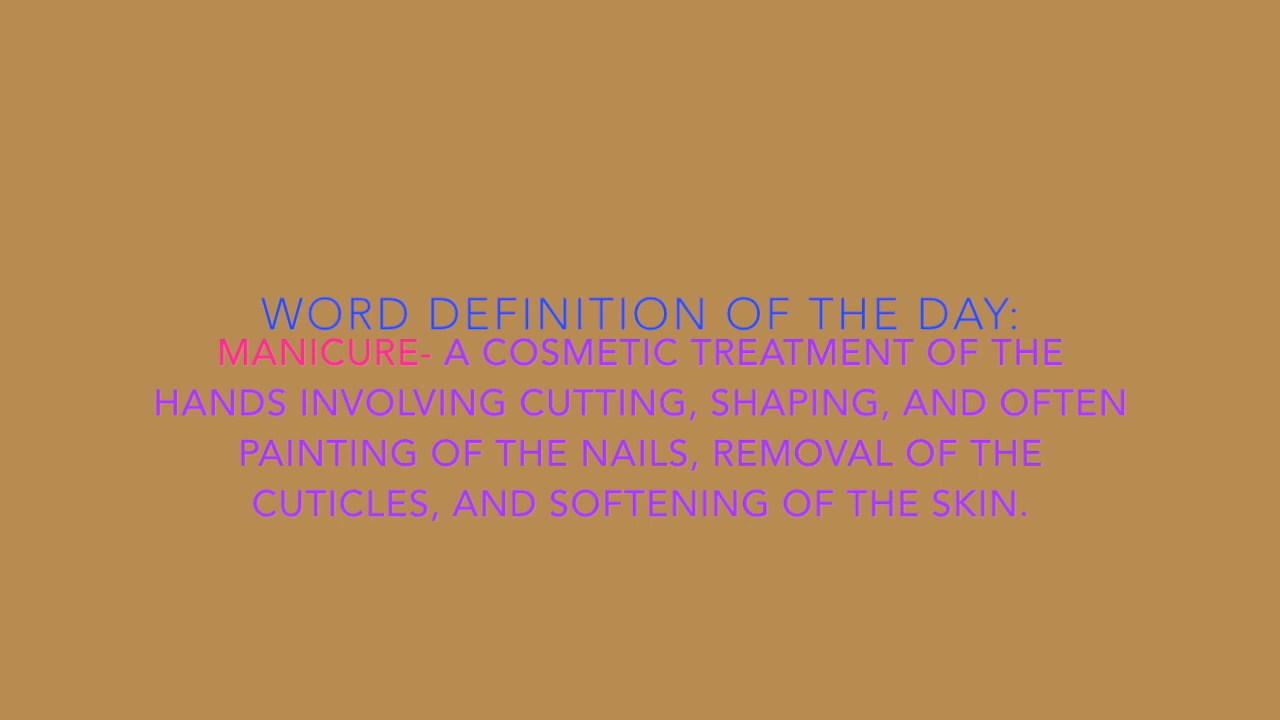 WORD DEFINITION OF THE DAY:
MANICURE- A COSMETIC TREATMENT OF THE
HANDS INVOLVING CUTTING, SHAPING, AND OFTEN
PAINTING OF THE NAILS, REMOVAL OF THE
CUTICLES, AND SOFTENING OF THE SKIN.